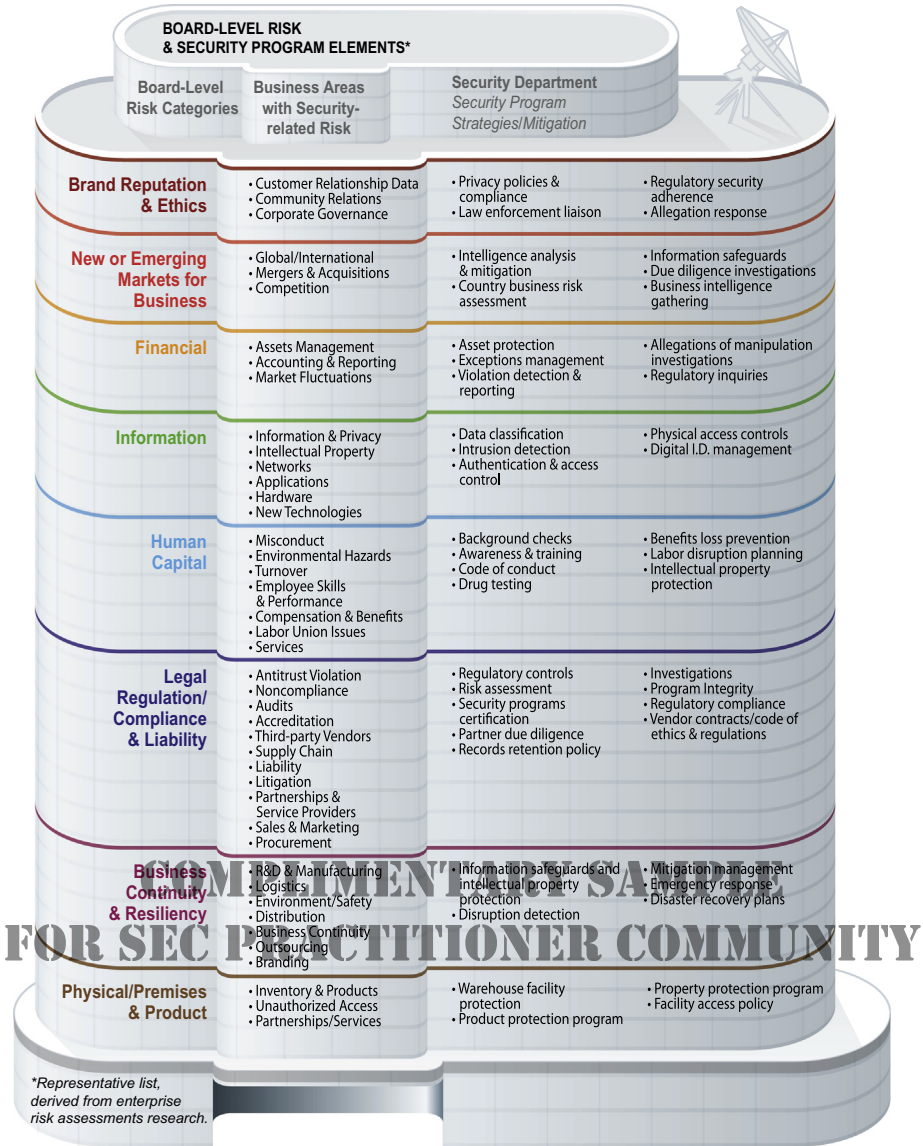 BOARD-LEVEL RISK
& SECURITY PROGRAM ELEMENTS*
Board-Level
Risk Categories
Business Areas
with Security-
related Risk
Security Department
Security Program
Strategies/Mitigation
Brand Reputation
& Ethics
• Customer Relationship Data
• Community Relations
• Corporate Governance
• Privacy policies &
compliance
• Law enforcement liaison
• Regulatory security
adherence
• Allegation response
New or Emerging
Markets for
Business
• Global/International
• Mergers & Acquisitions
• Competition
• Intelligence analysis
& mitigation
• Country business risk
assessment
• Information safeguards
• Due diligence investigations
• Business intelligence
gathering
Financial
• Assets Management
• Accounting & Reporting
• Market Fluctuations
• Asset protection
• Exceptions management
• Violation detection &
reporting
• Allegations of manipulation
investigations
• Regulatory inquiries
Information
• Information & Privacy
• Intellectual Property
• Networks
• Applications
• Hardware
• New Technologies
• Data classification
• Intrusion detection
• Authentication & access
control
• Physical access controls
• Digital I.D. management
Human
Capital
• Misconduct
• Environmental Hazards
• Turnover
• Employee Skills
& Performance
• Compensation & Benefits
• Labor Union Issues
• Services
• Background checks
• Awareness & training
• Code of conduct
• Drug testing
• Benefits loss prevention
• Labor disruption planning
• Intellectual property
protection
Legal
Regulation/
Compliance
& Liability
• Antitrust Violation
• Noncompliance
• Audits
• Accreditation
• Third-party Vendors
• Supply Chain
• Liability
• Litigation
• Partnerships &
Service Providers
• Sales & Marketing
• Procurement
• Regulatory controls
• Risk assessment
• Security programs
certification
• Partner due diligence
• Records retention policy
• Investigations
• Program Integrity
• Regulatory compliance
• Vendor contracts/code of
ethics & regulations
Business
Continuity
& Resiliency
• R&D & Manufacturing
• Logistics
• Environment/Safety
• Distribution
• Business Continuity
• Outsourcing
• Branding
• Information safeguards and
intellectual property
protection
• Disruption detection
• Mitigation management
• Emergency response
• Disaster recovery plans
COMPLIMENTARY SAMPLE
FOR SEC PRACTITIONER COMMUNITY
Physical/Premises
& Product
• Inventory & Products
• Unauthorized Access
• Partnerships/Services
• Warehouse facility
protection
• Product protection program
• Property protection program
• Facility access policy
*Representative list,
derived from enterprise
risk assessments research.